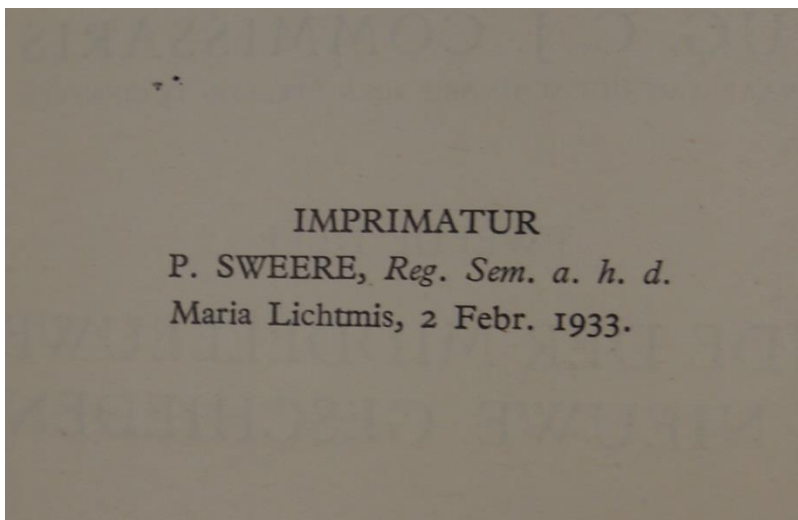 IMPRIMATUR
P. SWEERE, Reg. Sem. a. h. d.
Maria Lichtmis, 2 Febr. 1933.